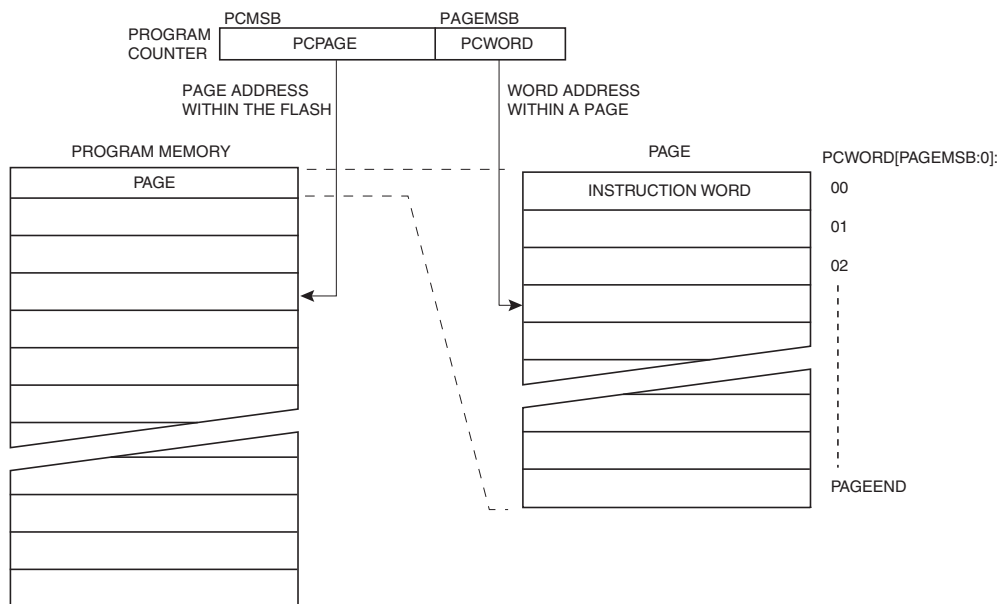 PCMSB PAGEMSB
PROGRAM
COUNTER
PCPAGE PCWORD
PAGE ADDRESS
WITHIN THE FLASH
WORD ADDRESS
WITHIN A PAGE
PROGRAM MEMORY
PAGE
PAGE
INSTRUCTION WORD
PCWORD[PAGEMSB:0]:
00
01
02
PAGEEND